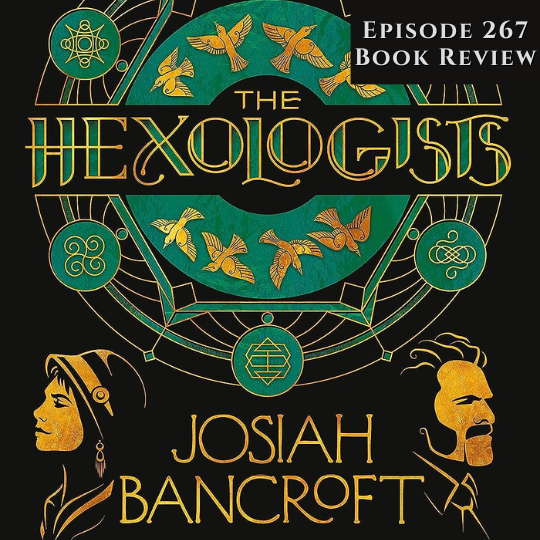 Episode 267
Book Review
THE
HEXOLOGISTS
JOSIAH
BANCROFT